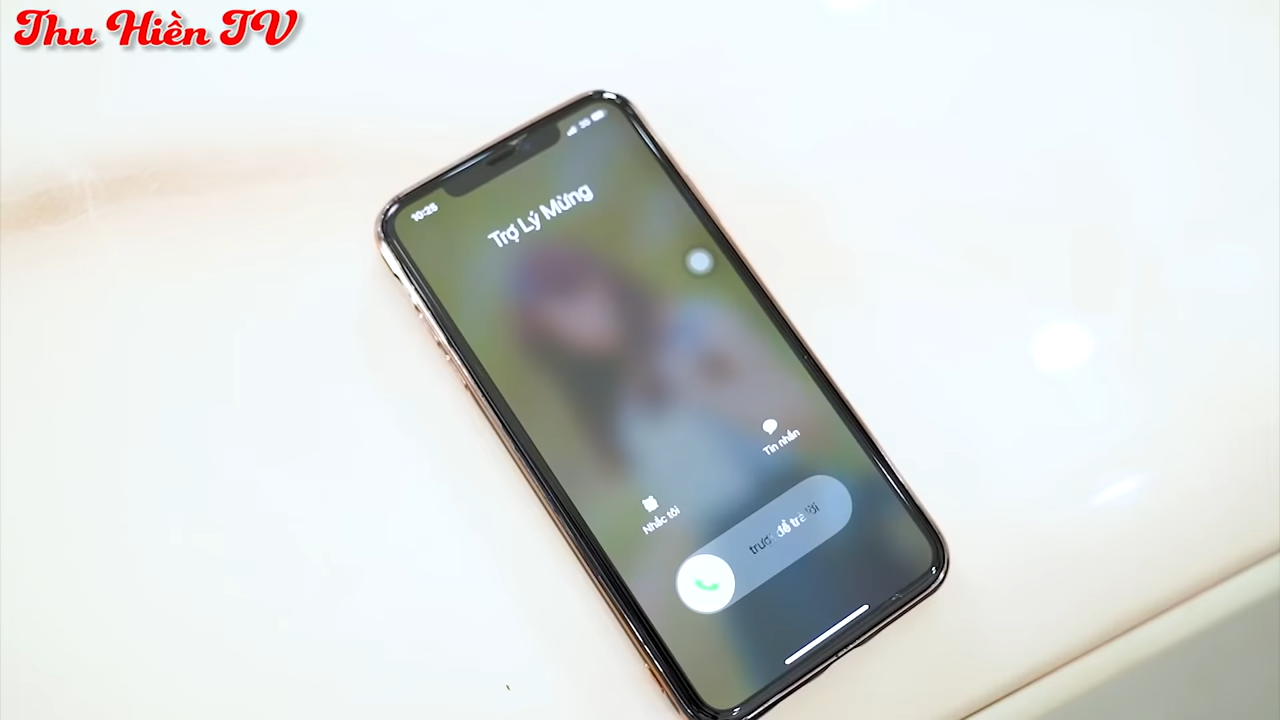 Thu Hiền TV
10:25
Trợ Lý Mừng
Tin nhắn
Nhắc tôi
trượt để trả lời